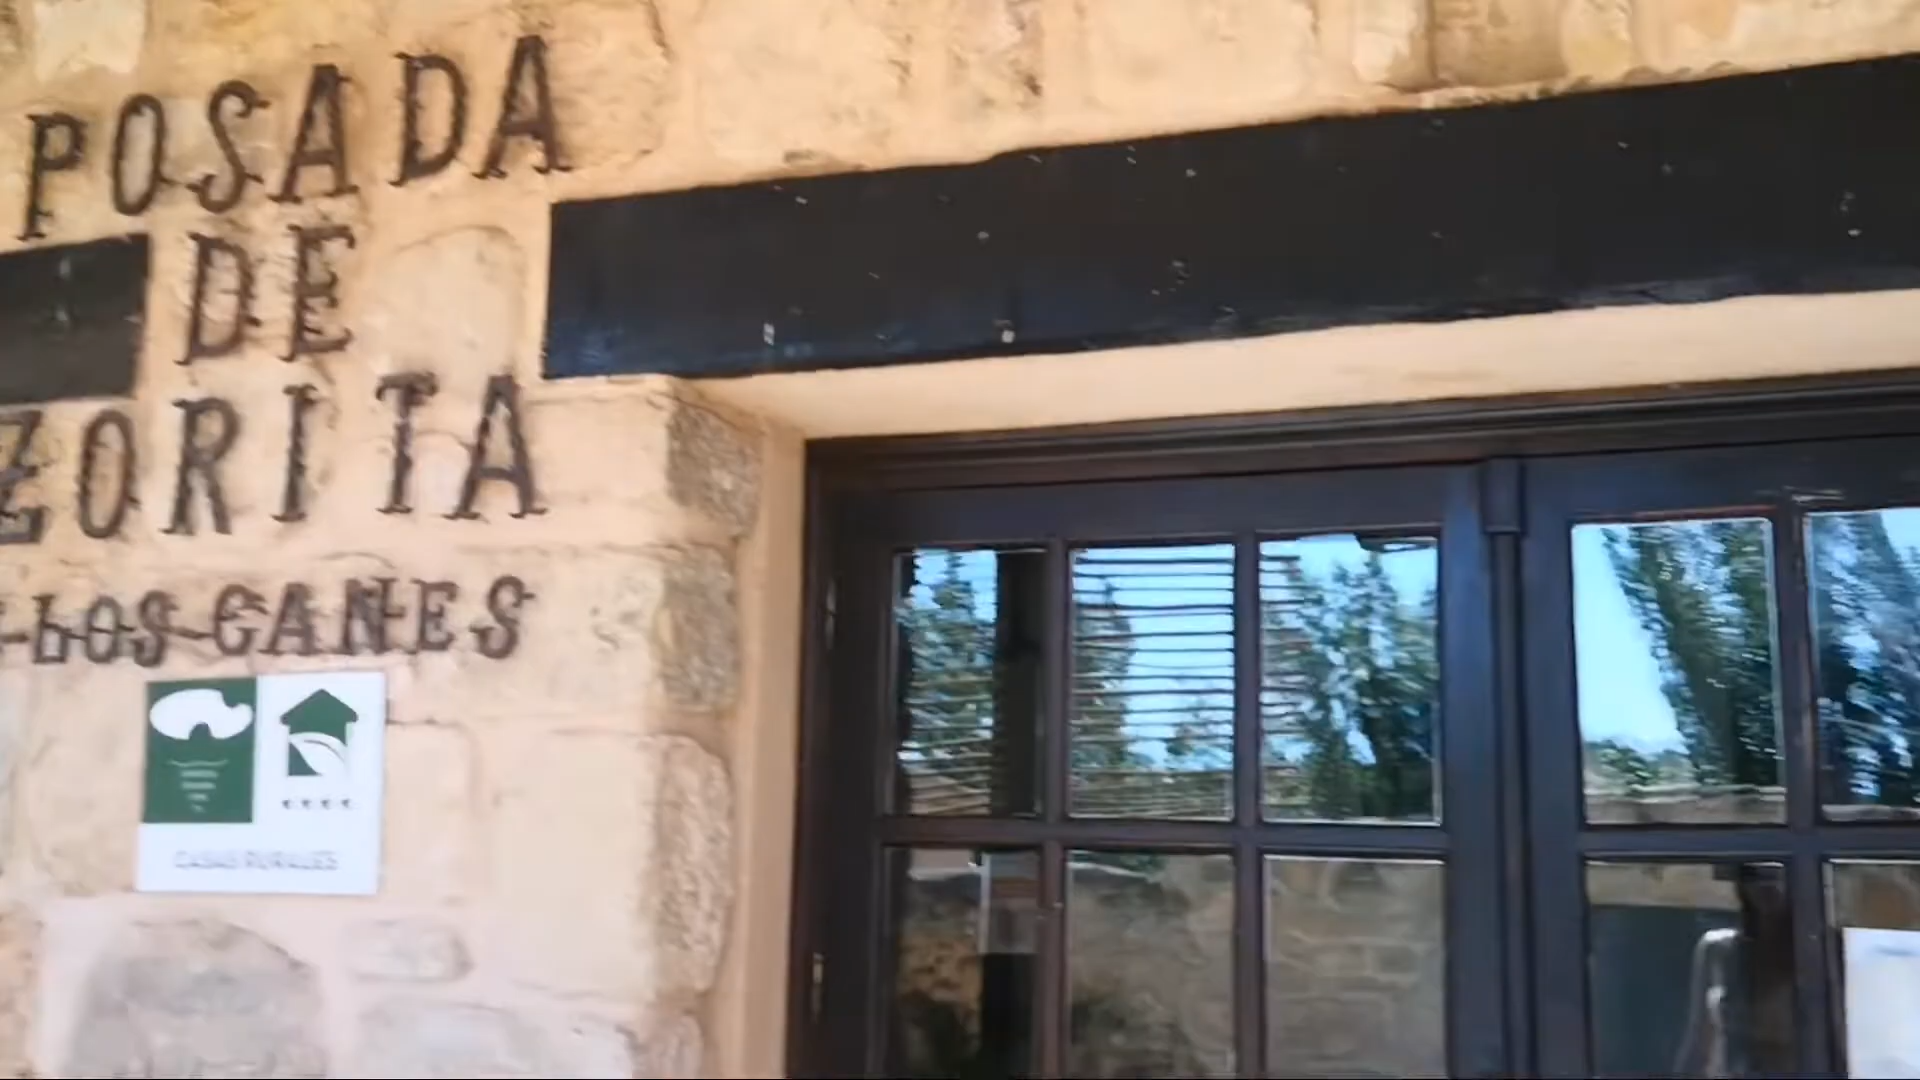 POSADA
DE
ZORITA
LOS CANES
CASAS RURALES